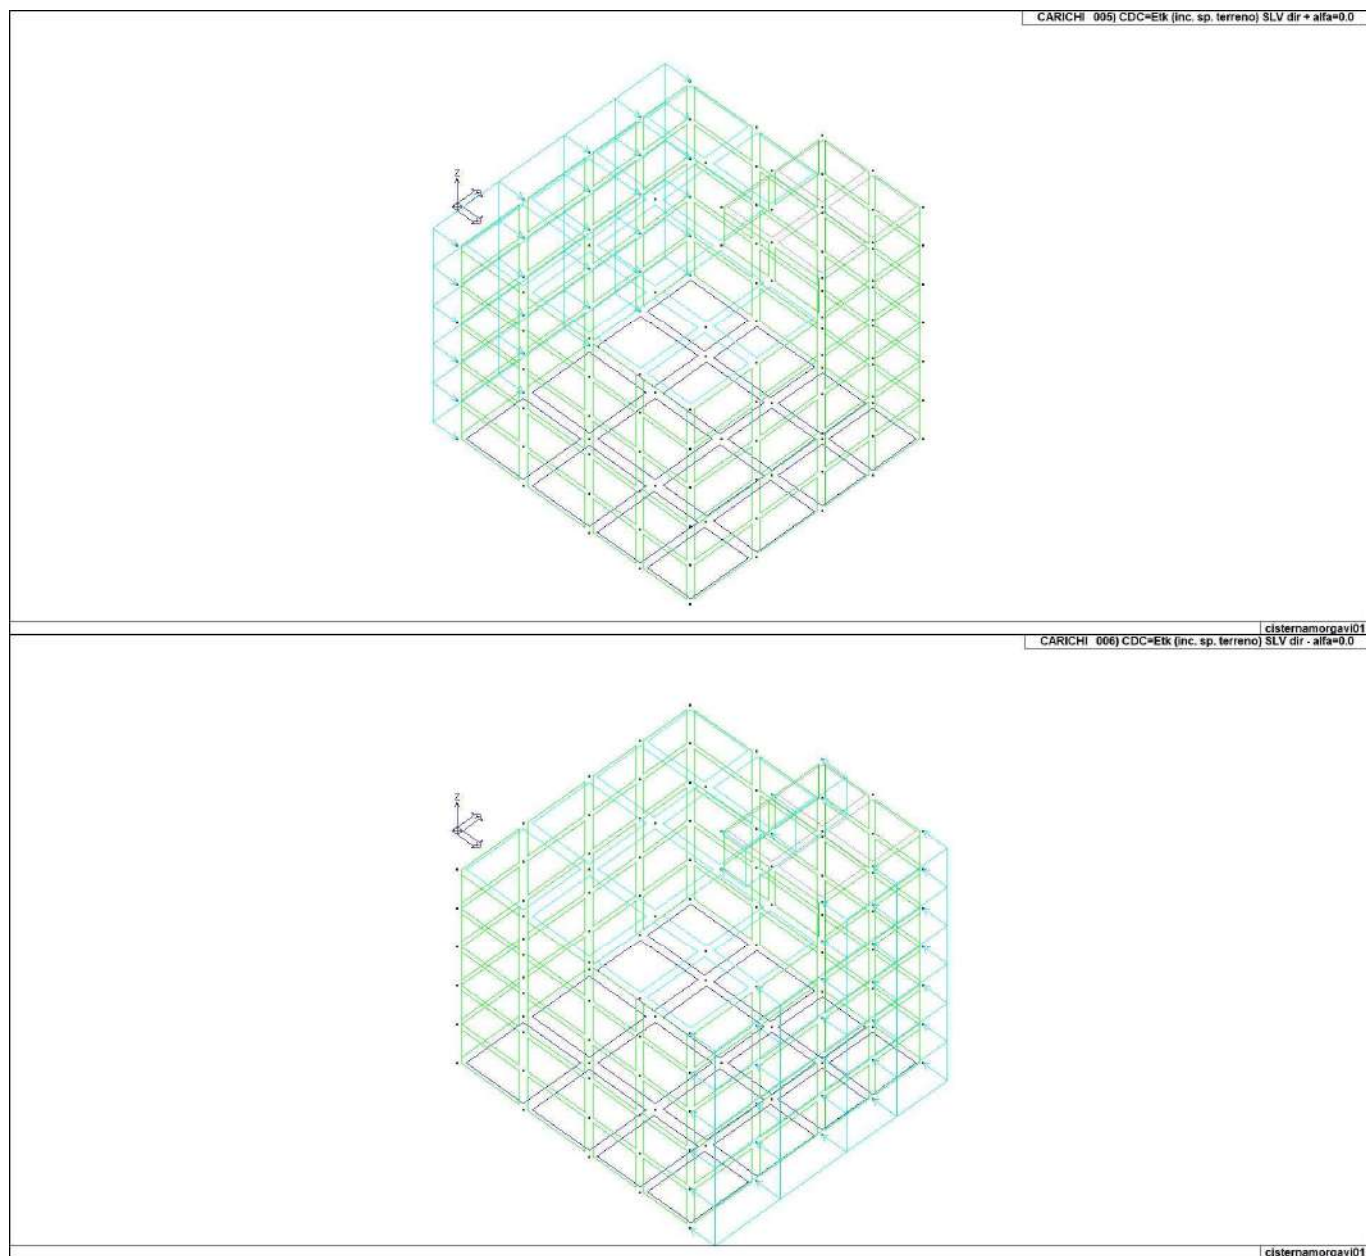 CARICHI 005) CDC=Etk (inc. sp. terreno) SLV dir + alfa=0.0
Z
cisternamorgavi01
CARICHI 006) CDC=Etk (inc. sp. terreno) SLV dir - alfa=0.0
Z
cisternamorgavi01